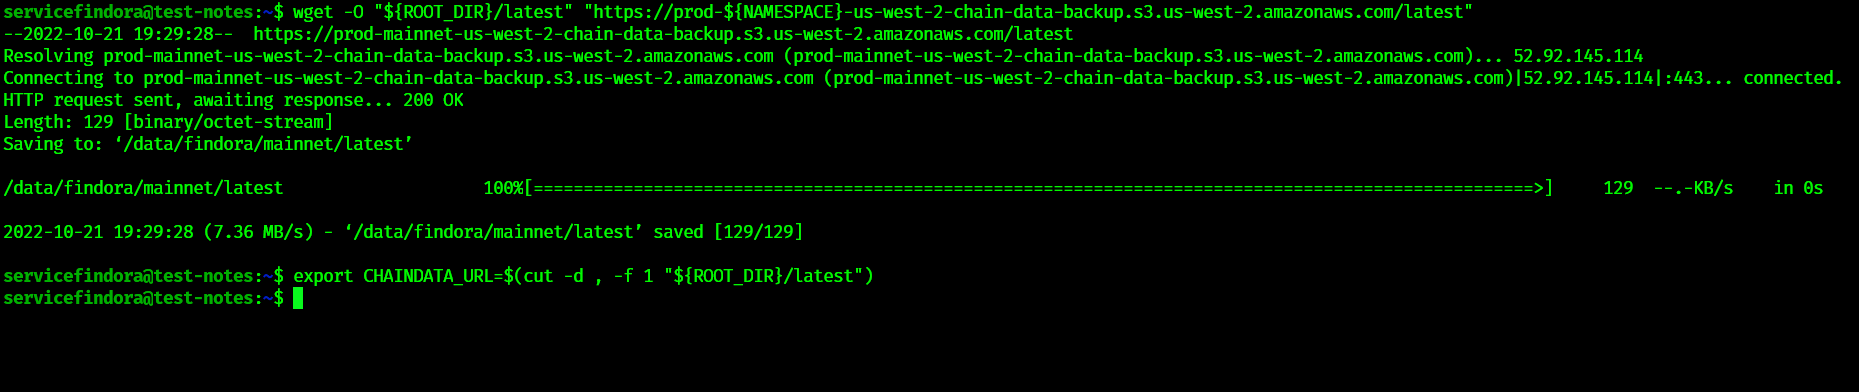 servicefindora@test-notes:~$ wget -O "${ROOT_DIR}/latest" "https://prod-${NAMESPACE}-us-west-2-chain-data-backup.s3.us-west-2.amazonaws.com/latest"
--2022-10-21 19:29:28--  https://prod-mainnet-us-west-2-chain-data-backup.s3.us-west-2.amazonaws.com/latest
Resolving prod-mainnet-us-west-2-chain-data-backup.s3.us-west-2.amazonaws.com (prod-mainnet-us-west-2-chain-data-backup.s3.us-west-2.amazonaws.com)... 52.92.145.114
Connecting to prod-mainnet-us-west-2-chain-data-backup.s3.us-west-2.amazonaws.com (prod-mainnet-us-west-2-chain-data-backup.s3.us-west-2.amazonaws.com)|52.92.145.114|:443... connected.
HTTP request sent, awaiting response... 200 OK
Length: 129 [binary/octet-stream]
Saving to: ‘/data/findora/mainnet/latest’
/data/findora/mainnet/latest                    100%[====================================================================================================>]     129  --.-KB/s    in 0s
2022-10-21 19:29:28 (7.36 MB/s) - ‘/data/findora/mainnet/latest’ saved [129/129]
servicefindora@test-notes:~$ export CHAINDATA_URL=$(cut -d , -f 1 "${ROOT_DIR}/latest")
servicefindora@test-notes:~$